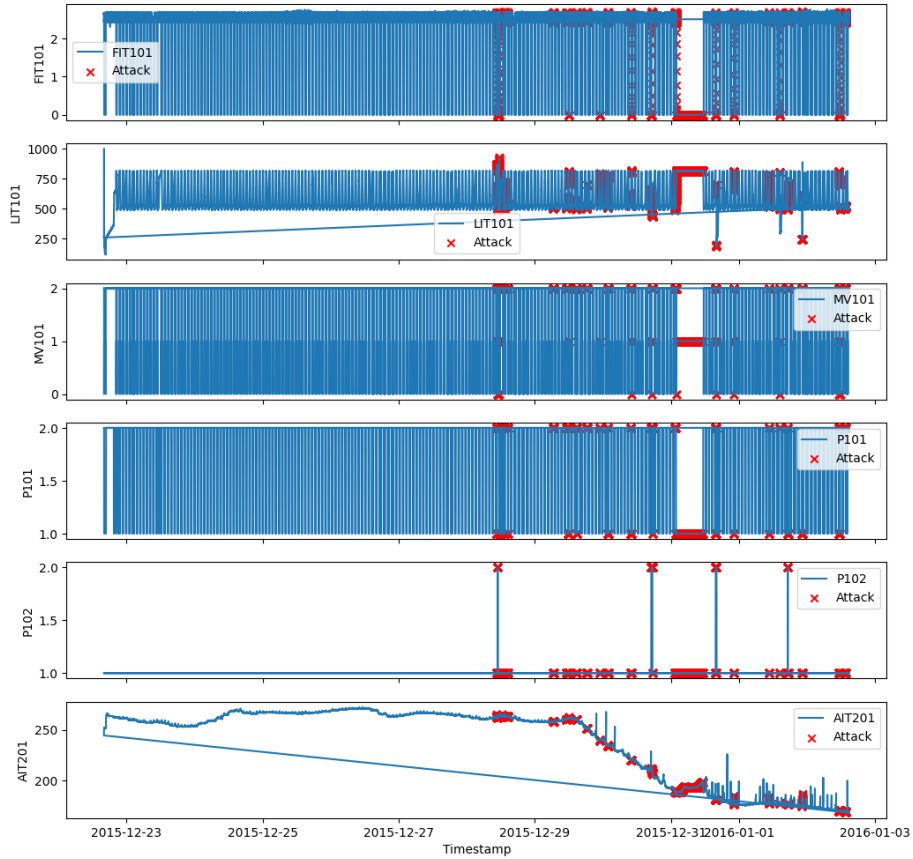 2
1
0
FIT101
FIT101
Attack
1000
750
500
250
LIT101
LIT101
Attack
2
1
0
MV101
MV101
Attack
2.0
1.5
1.0
P101
P101
Attack
2.0
1.5
1.0
P102
P102
Attack
250
200
AIT201
AIT201
Attack
2015-12-23
2015-12-25
2015-12-27
2015-12-29
2015-12-31
2016-01-01
2016-01-03
Timestamp